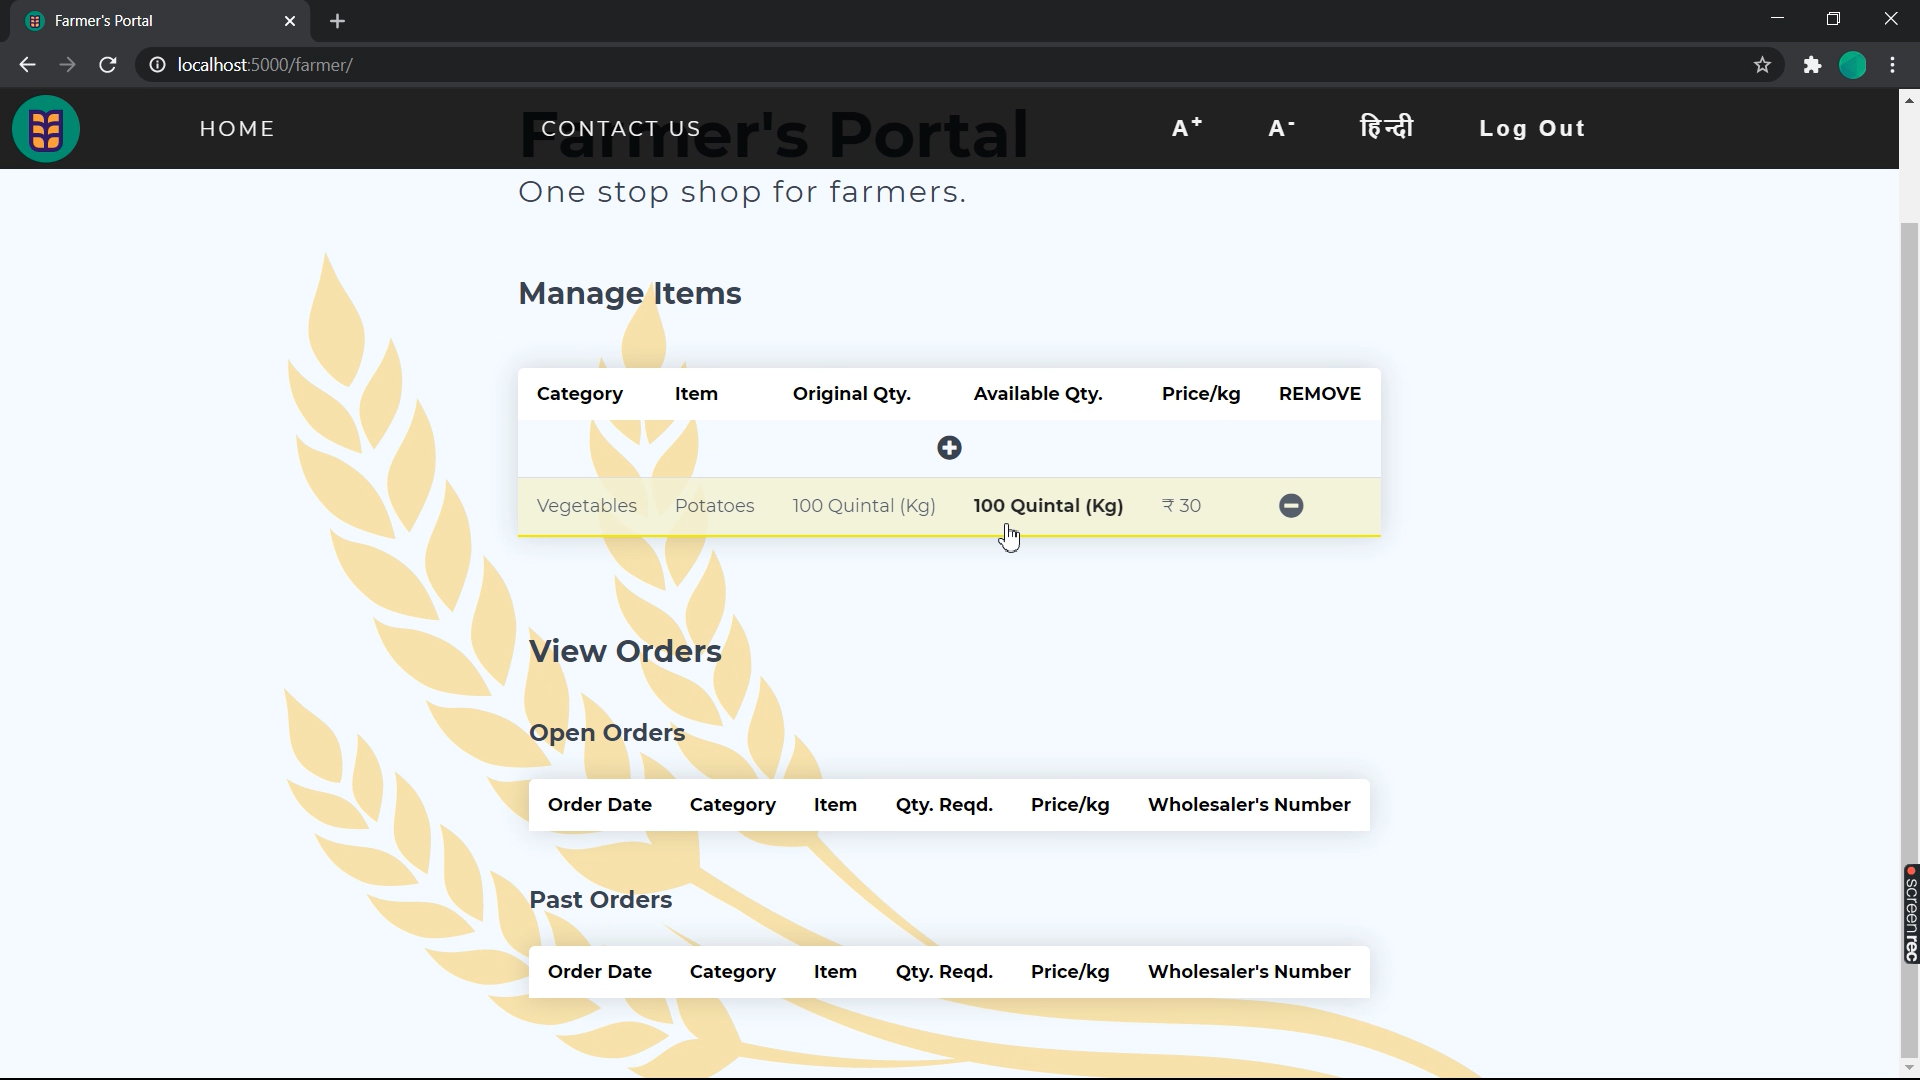 Farmer's Portal
localhost:5000/farmer/
HOME CONTACT US A+ A- हिन्दी Log Out
Farmer's Portal
One stop shop for farmers.
Manage Items
Category Item Original Qty. Available Qty. Price/kg REMOVE
Vegetables Potatoes 100 Quintal (Kg) 100 Quintal (Kg) ₹ 30
View Orders
Open Orders
Order Date Category Item Qty. Reqd. Price/kg Wholesaler's Number
Past Orders
Order Date Category Item Qty. Reqd. Price/kg Wholesaler's Number
screenrec